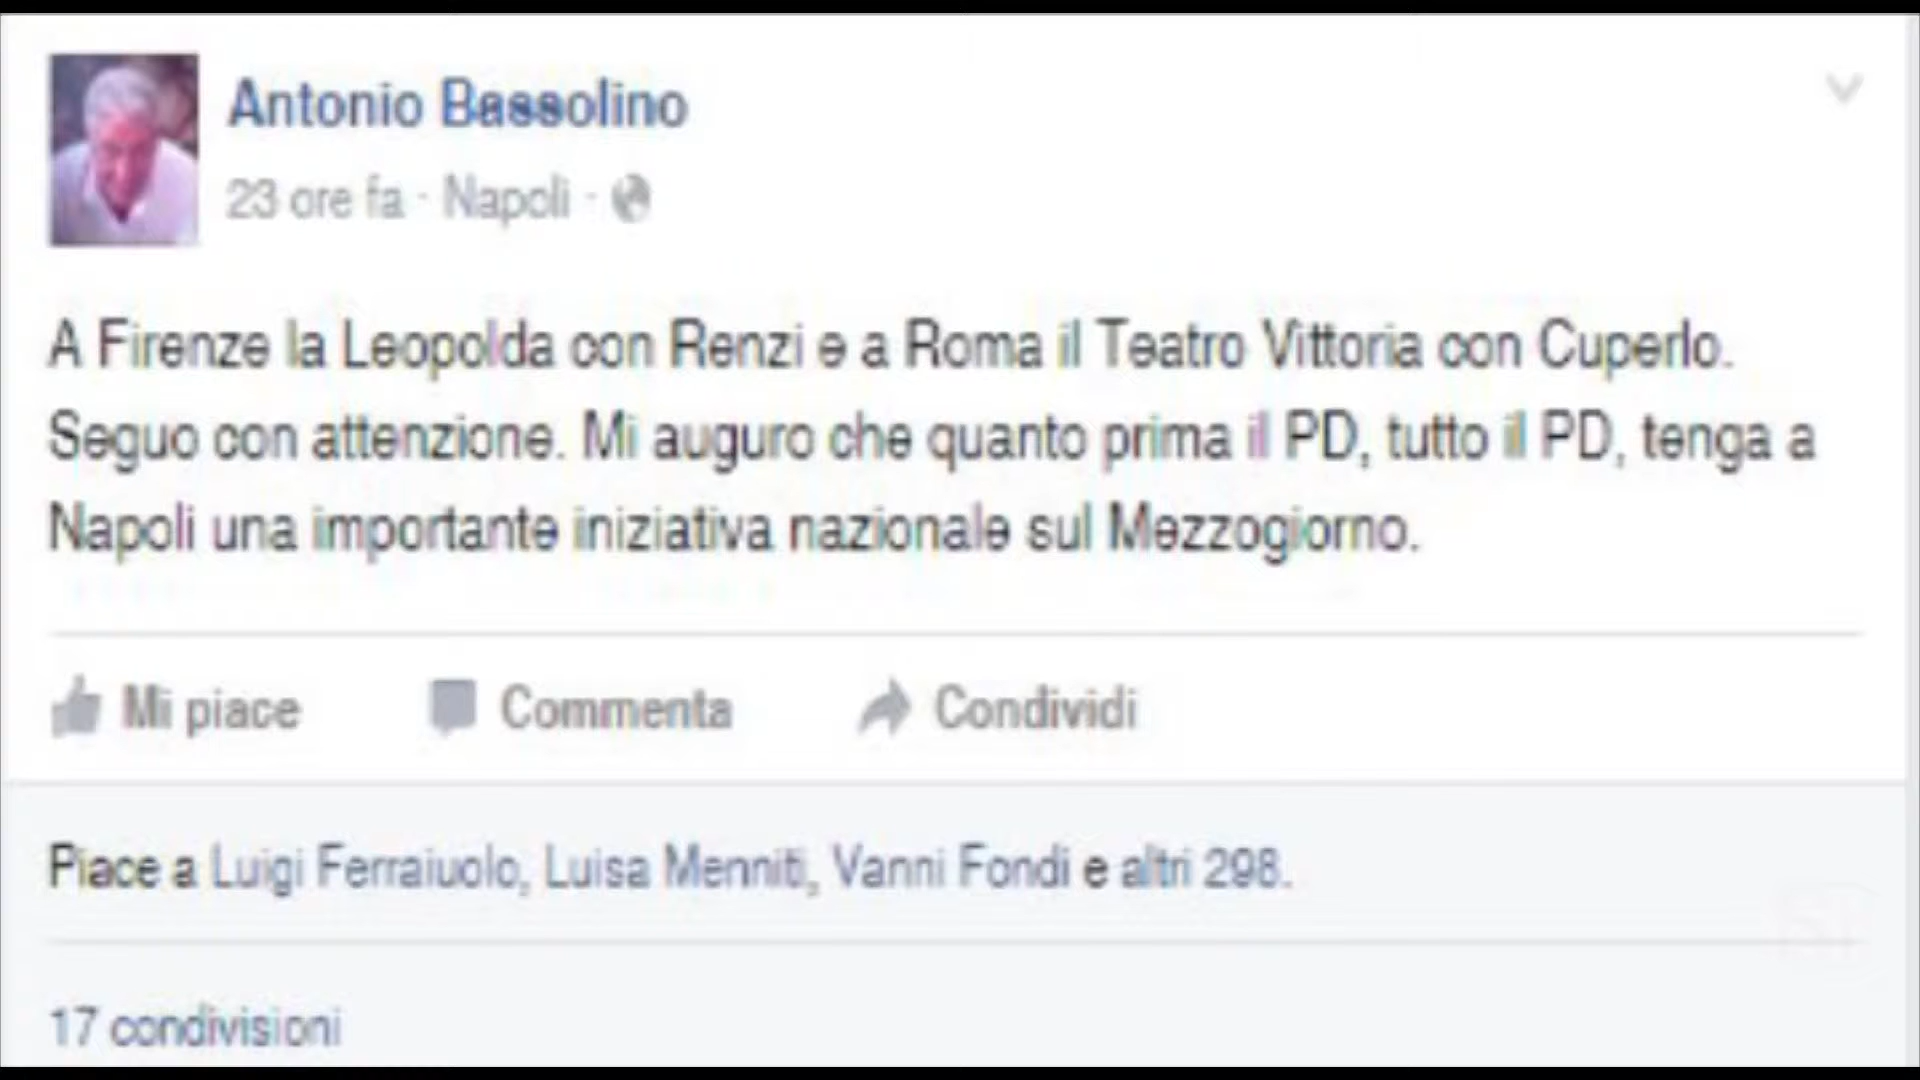 Antonio Bassolino
23 ore fa · Napoli ·
A Firenze la Leopolda con Renzi e a Roma il Teatro Vittoria con Cuperlo.
Seguo con attenzione. Mi auguro che quanto prima il PD, tutto il PD, tenga a
Napoli una importante iniziativa nazionale sul Mezzogiorno.
Mi piace Commenta Condividi
Piace a Luigi Ferraiuolo, Luisa Menniti, Vanni Fondi e altri 298.
17 condivisioni